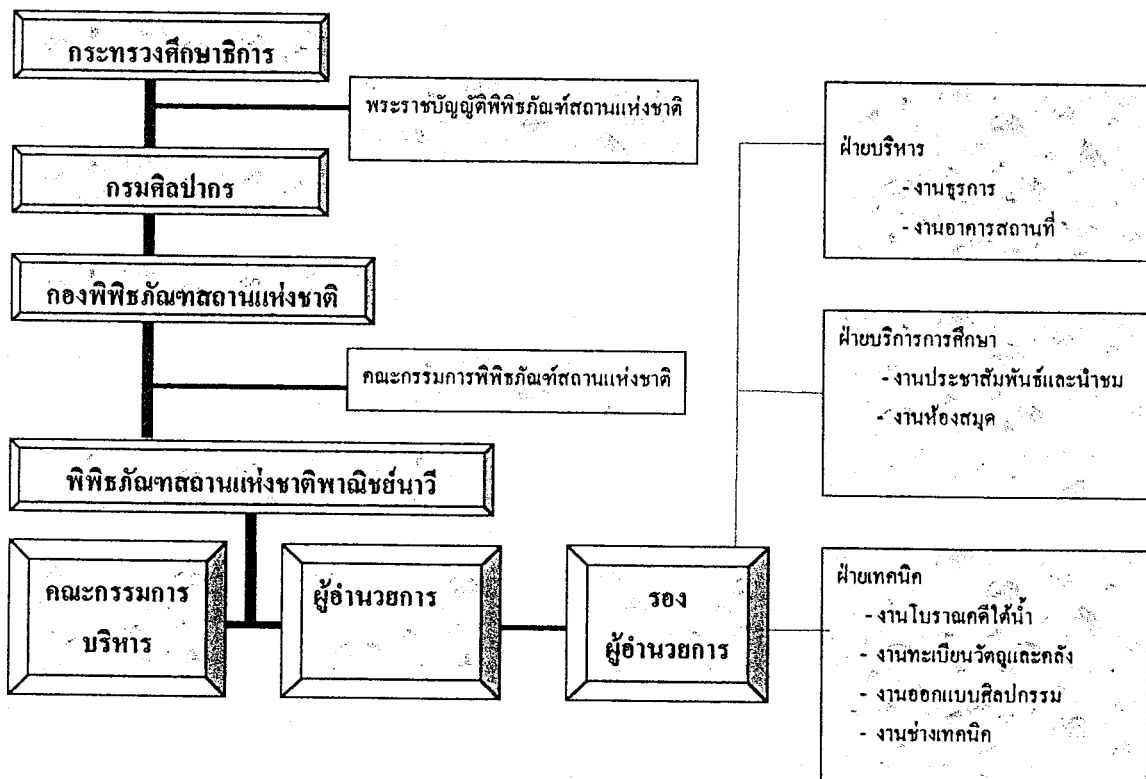 กระทรวงศึกษาธิการ
พระราชบัญญัติพิพิธภัณฑ์สถานแห่งชาติ
กรมศิลปากร
กองพิพิธภัณฑสถานแห่งชาติ
คณะกรรมการพิพิธภัณฑ์สถานแห่งชาติ
พิพิธภัณฑสถานแห่งชาติพาณิชย์นาวี
คณะกรรมการ
บริหาร
ผู้อำนวยการ
รอง
ผู้อำนวยการ
ฝ่ายบริหาร
- งานธุรการ
- งานอาคารสถานที่
ฝ่ายบริการการศึกษา
- งานประชาสัมพันธ์และนำชม
- งานห้องสมุด
ฝ่ายเทคนิค
- งานโบราณคดีใต้น้ำ
- งานทะเบียนวัตถุและคลัง
- งานออกแบบศิลปกรรม
- งานช่างเทคนิค